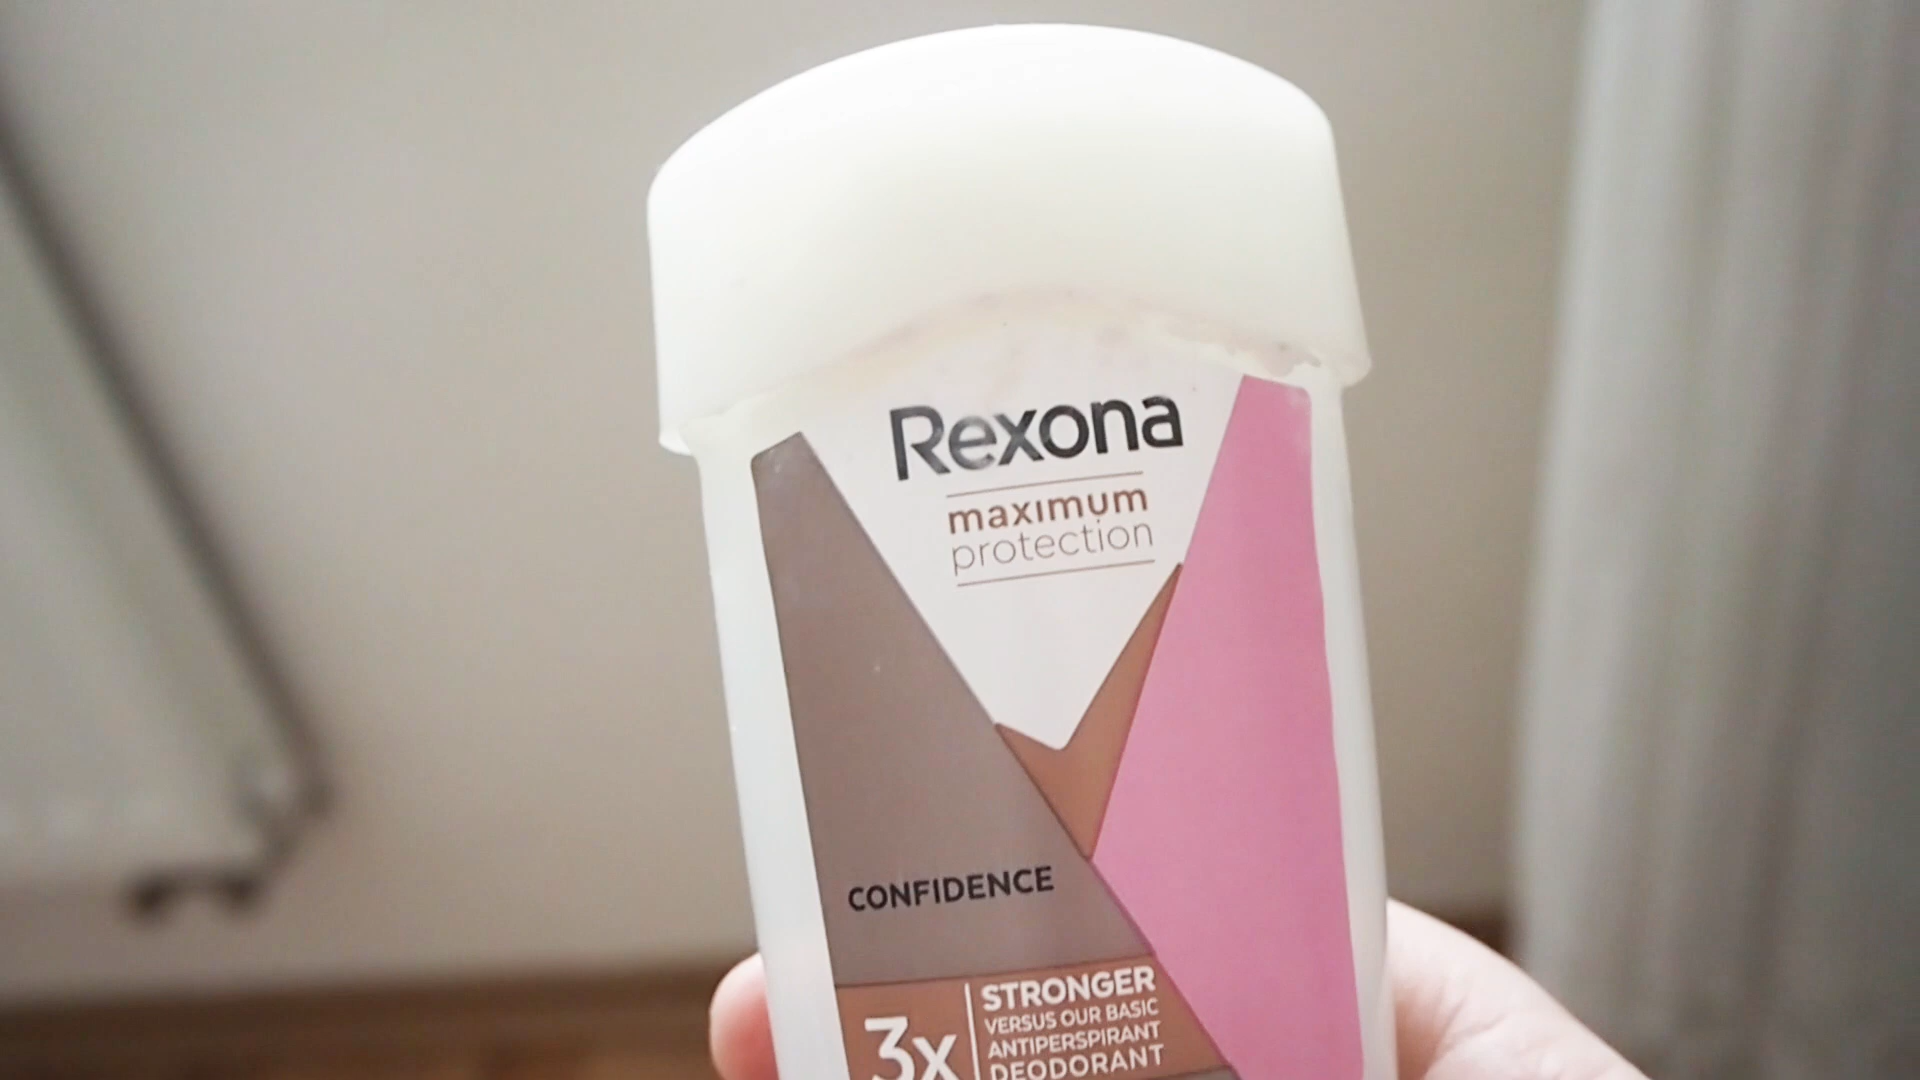 Rexona
maximum
protection
CONFIDENCE
3x
STRONGER
VERSUS OUR BASIC
ANTIPERSPIRANT
DEODORANT